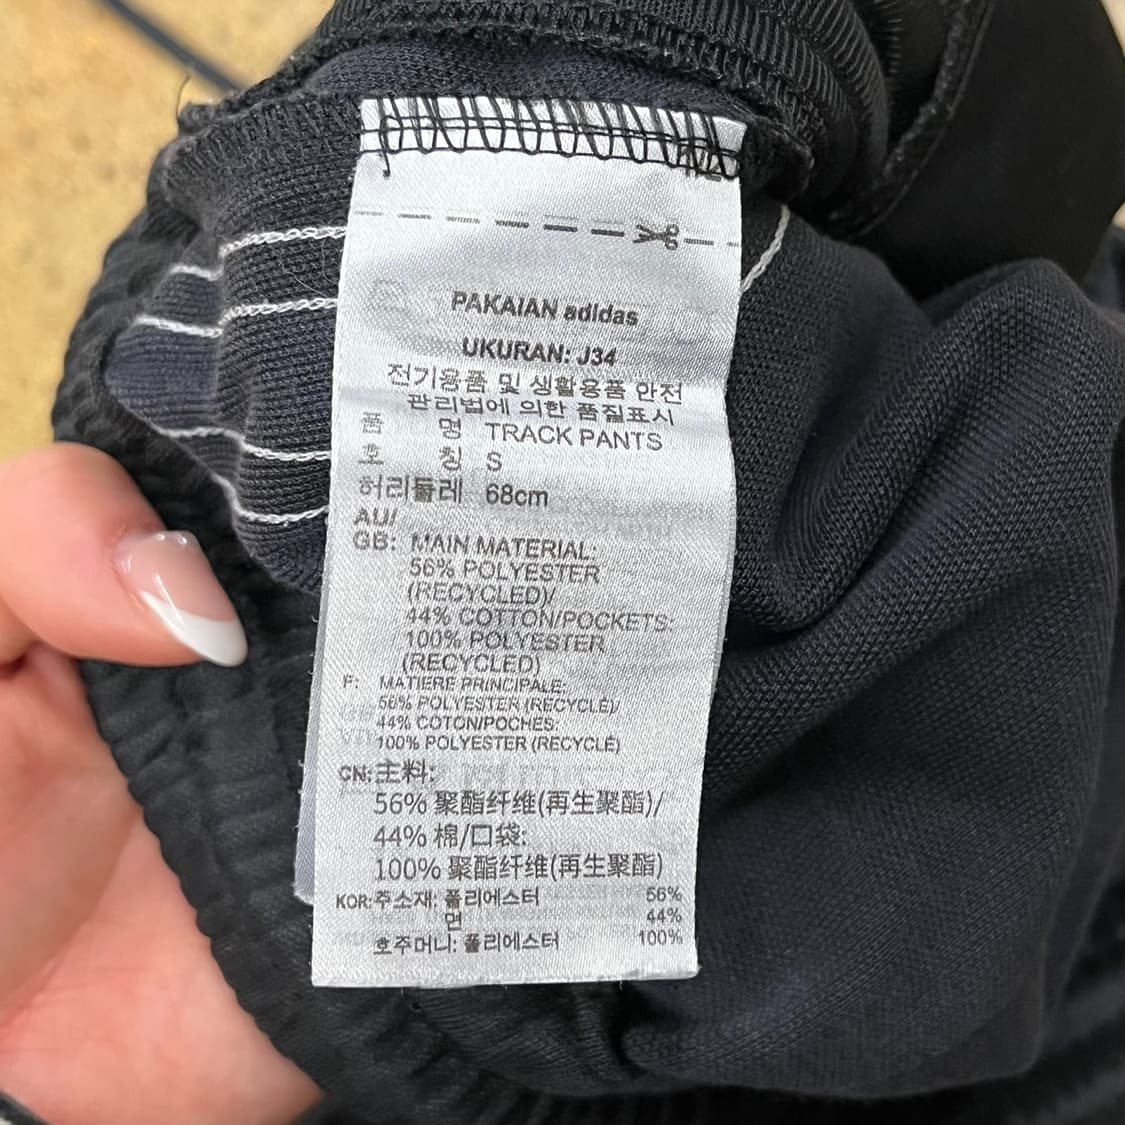 PAKAIAN adidas
UKURAN: J34
전기용품 및 생활용품 안전
관리법에 의한 품질표시
품 명 TRACK PANTS
호 칭 S
허리둘레 68cm
AU/
GB: MAIN MATERIAL:
56% POLYESTER
(RECYCLED)/
44% COTTON/POCKETS:
100% POLYESTER
(RECYCLED)
F: MATIERE PRINCIPALE:
56% POLYESTER (RECYCLÉ)/
44% COTON/POCHES:
100% POLYESTER (RECYCLÉ)
CN: 主料:
56% 聚酯纤维(再生聚酯)/
44% 棉/口袋:
100% 聚酯纤维(再生聚酯)
KOR: 주소재: 폴리에스터 56%
면 44%
호주머니: 폴리에스터 100%